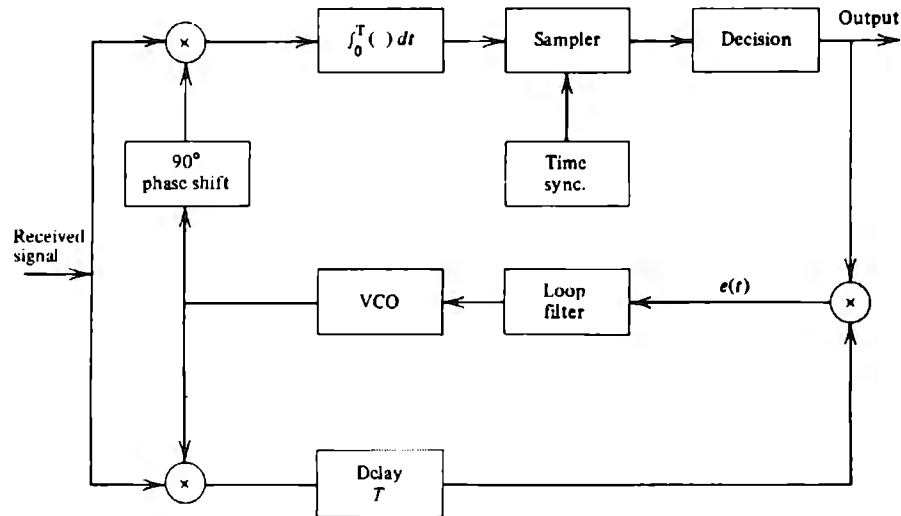 Output
×
∫₀ᵀ( ) dt
Sampler
Decision
90°
phase shift
Time
sync.
Received
signal
VCO
Loop
filter
e(t)
×
×
Delay
T